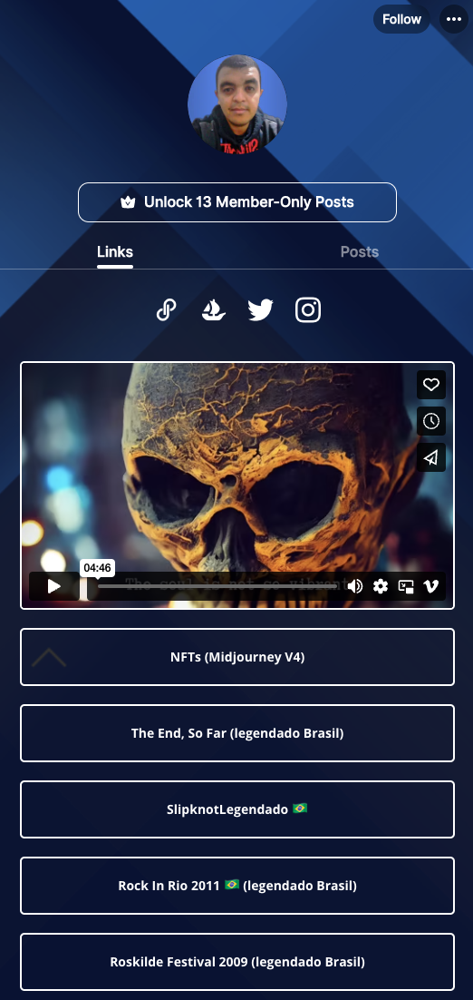 Follow
Unlock 13 Member-Only Posts
Links
Posts
04:46
The soul is not so vibrant
NFTs (Midjourney V4)
The End, So Far (legendado Brasil)
SlipknotLegendado 🇧🇷
Rock In Rio 2011 🇧🇷 (legendado Brasil)
Roskilde Festival 2009 (legendado Brasil)